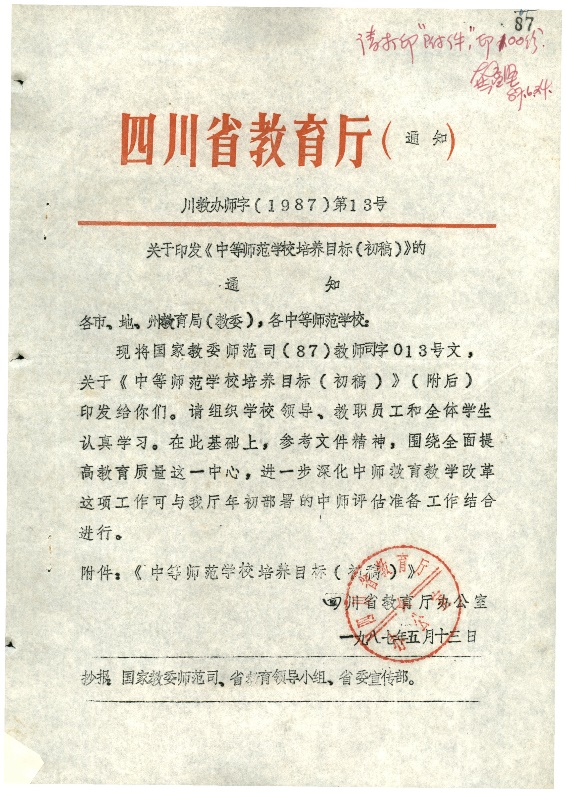 87
请打印"附件",印100份.
87.6.24.
四川省教育厅(通知)
川教办师字(1987)第13号
关于印发《中等师范学校培养目标(初稿)》的
通 知
各市、地、州教育局(教委),各中等师范学校:
现将国家教委师范司(87)教师司字013号文,
关于《中等师范学校培养目标(初稿)》(附后)
印发给你们。请组织学校领导、教职员工和全体学生
认真学习。在此基础上,参考文件精神,围绕全面提
高教育质量这一中心,进一步深化中师教育教学改革
这项工作可与我厅年初部署的中师评估准备工作结合
进行。
附件:《中等师范学校培养目标(初稿)》
四川省教育厅办公室
一九八七年五月十三日
抄报:国家教委师范司、省教育领导小组、省委宣传部。